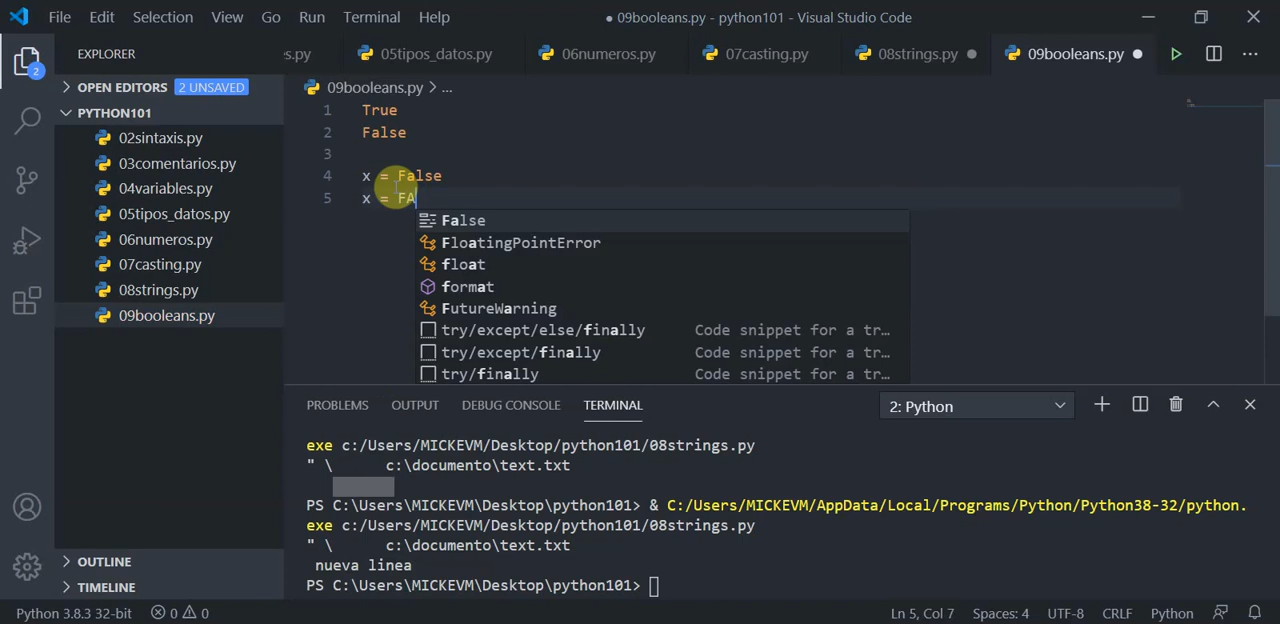 File Edit Selection View Go Run Terminal Help ● 09booleans.py - python101 - Visual Studio Code
EXPLORER
es.py 05tipos_datos.py 06numeros.py 07casting.py 08strings.py 09booleans.py
OPEN EDITORS 2 UNSAVED
PYTHON101
02sintaxis.py
03comentarios.py
04variables.py
05tipos_datos.py
06numeros.py
07casting.py
08strings.py
09booleans.py
OUTLINE
TIMELINE
09booleans.py > ...
1 True
2 False
3
4 x = False
5 x = FA
False
FloatingPointError
float
format
FutureWarning
try/except/else/finally Code snippet for a tr…
try/except/finally Code snippet for a tr…
try/finally Code snippet for a tr…
PROBLEMS OUTPUT DEBUG CONSOLE TERMINAL 2: Python
exe c:/Users/MICKEVM/Desktop/python101/08strings.py
" \ c:\documento\text.txt
PS C:\Users\MICKEVM\Desktop\python101> & C:/Users/MICKEVM/AppData/Local/Programs/Python/Python38-32/python.
exe c:/Users/MICKEVM/Desktop/python101/08strings.py
" \ c:\documento\text.txt
nueva linea
PS C:\Users\MICKEVM\Desktop\python101>
2
Python 3.8.3 32-bit 0 0 Ln 5, Col 7 Spaces: 4 UTF-8 CRLF Python